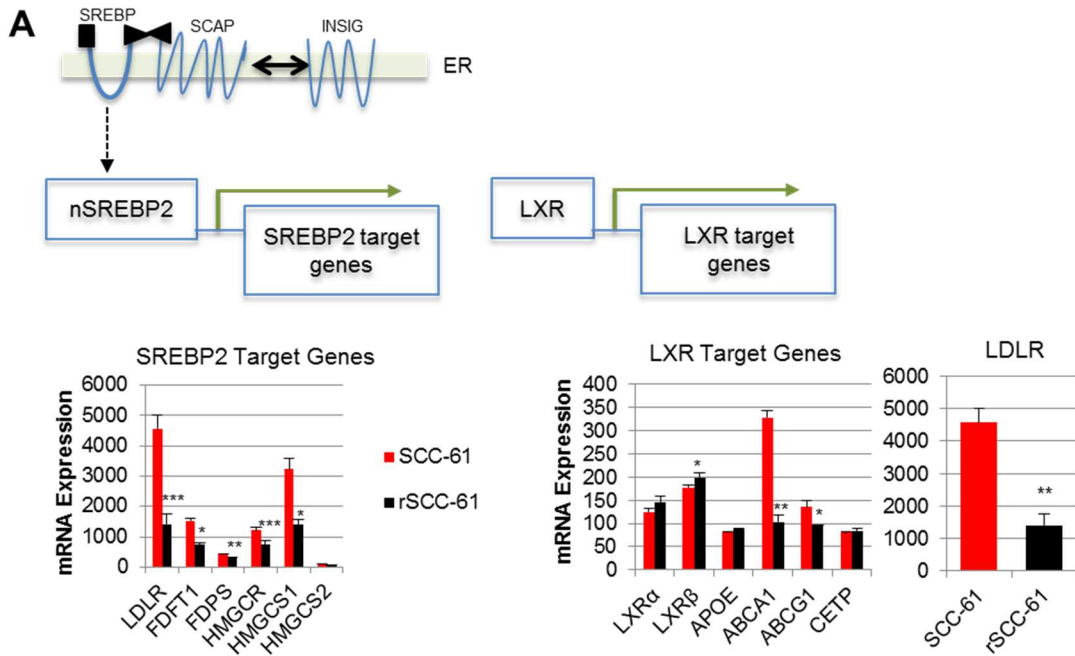 A
SREBP
SCAP
INSIG
ER
nSREBP2
SREBP2 target
genes
LXR
LXR target
genes
SREBP2 Target Genes
mRNA Expression
6000
5000
4000
3000
2000
1000
0
***
*
**
***
*
LDLR
FDFT1
FDPS
HMGCR
HMGCS1
HMGCS2
SCC-61
rSCC-61
LXR Target Genes
mRNA Expression
400
350
300
250
200
150
100
50
0
*
**
*
LXRα
LXRβ
APOE
ABCA1
ABCG1
CETP
LDLR
6000
5000
4000
3000
2000
1000
0
**
SCC-61
rSCC-61